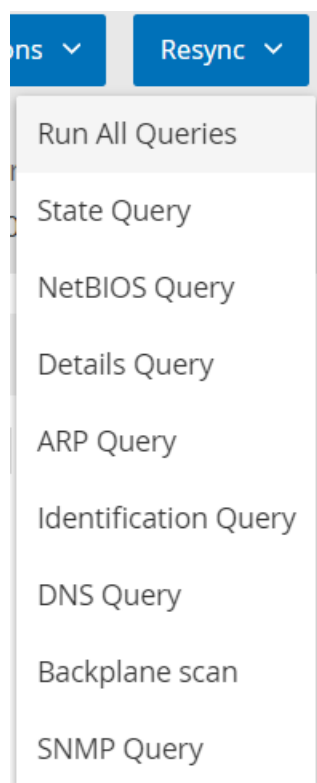 ons Resync
Run All Queries
State Query
NetBIOS Query
Details Query
ARP Query
Identification Query
DNS Query
Backplane scan
SNMP Query